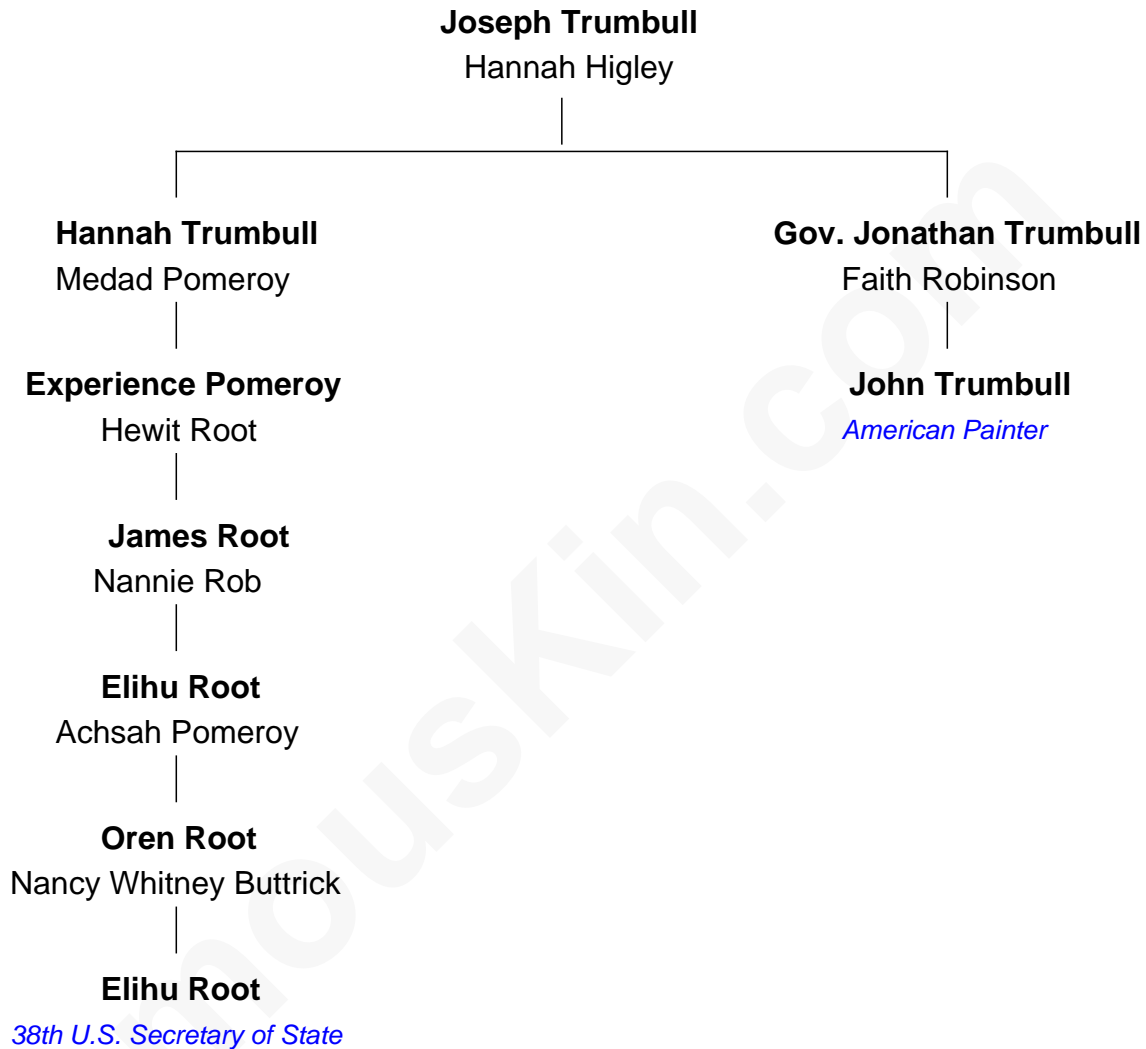 Joseph Trumbull
Hannah Higley
Hannah Trumbull
Medad Pomeroy
Gov. Jonathan Trumbull
Faith Robinson
Experience Pomeroy
Hewit Root
John Trumbull
American Painter
James Root
Nannie Rob
Elihu Root
Achsah Pomeroy
Oren Root
Nancy Whitney Buttrick
Elihu Root
38th U.S. Secretary of State
mouskin.com